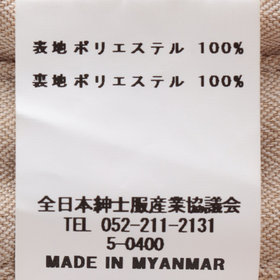 表地ポリエステル 100%
裏地ポリエステル 100%
全日本紳士服産業協議会
TEL 052-211-2131
5-0400
MADE IN MYANMAR